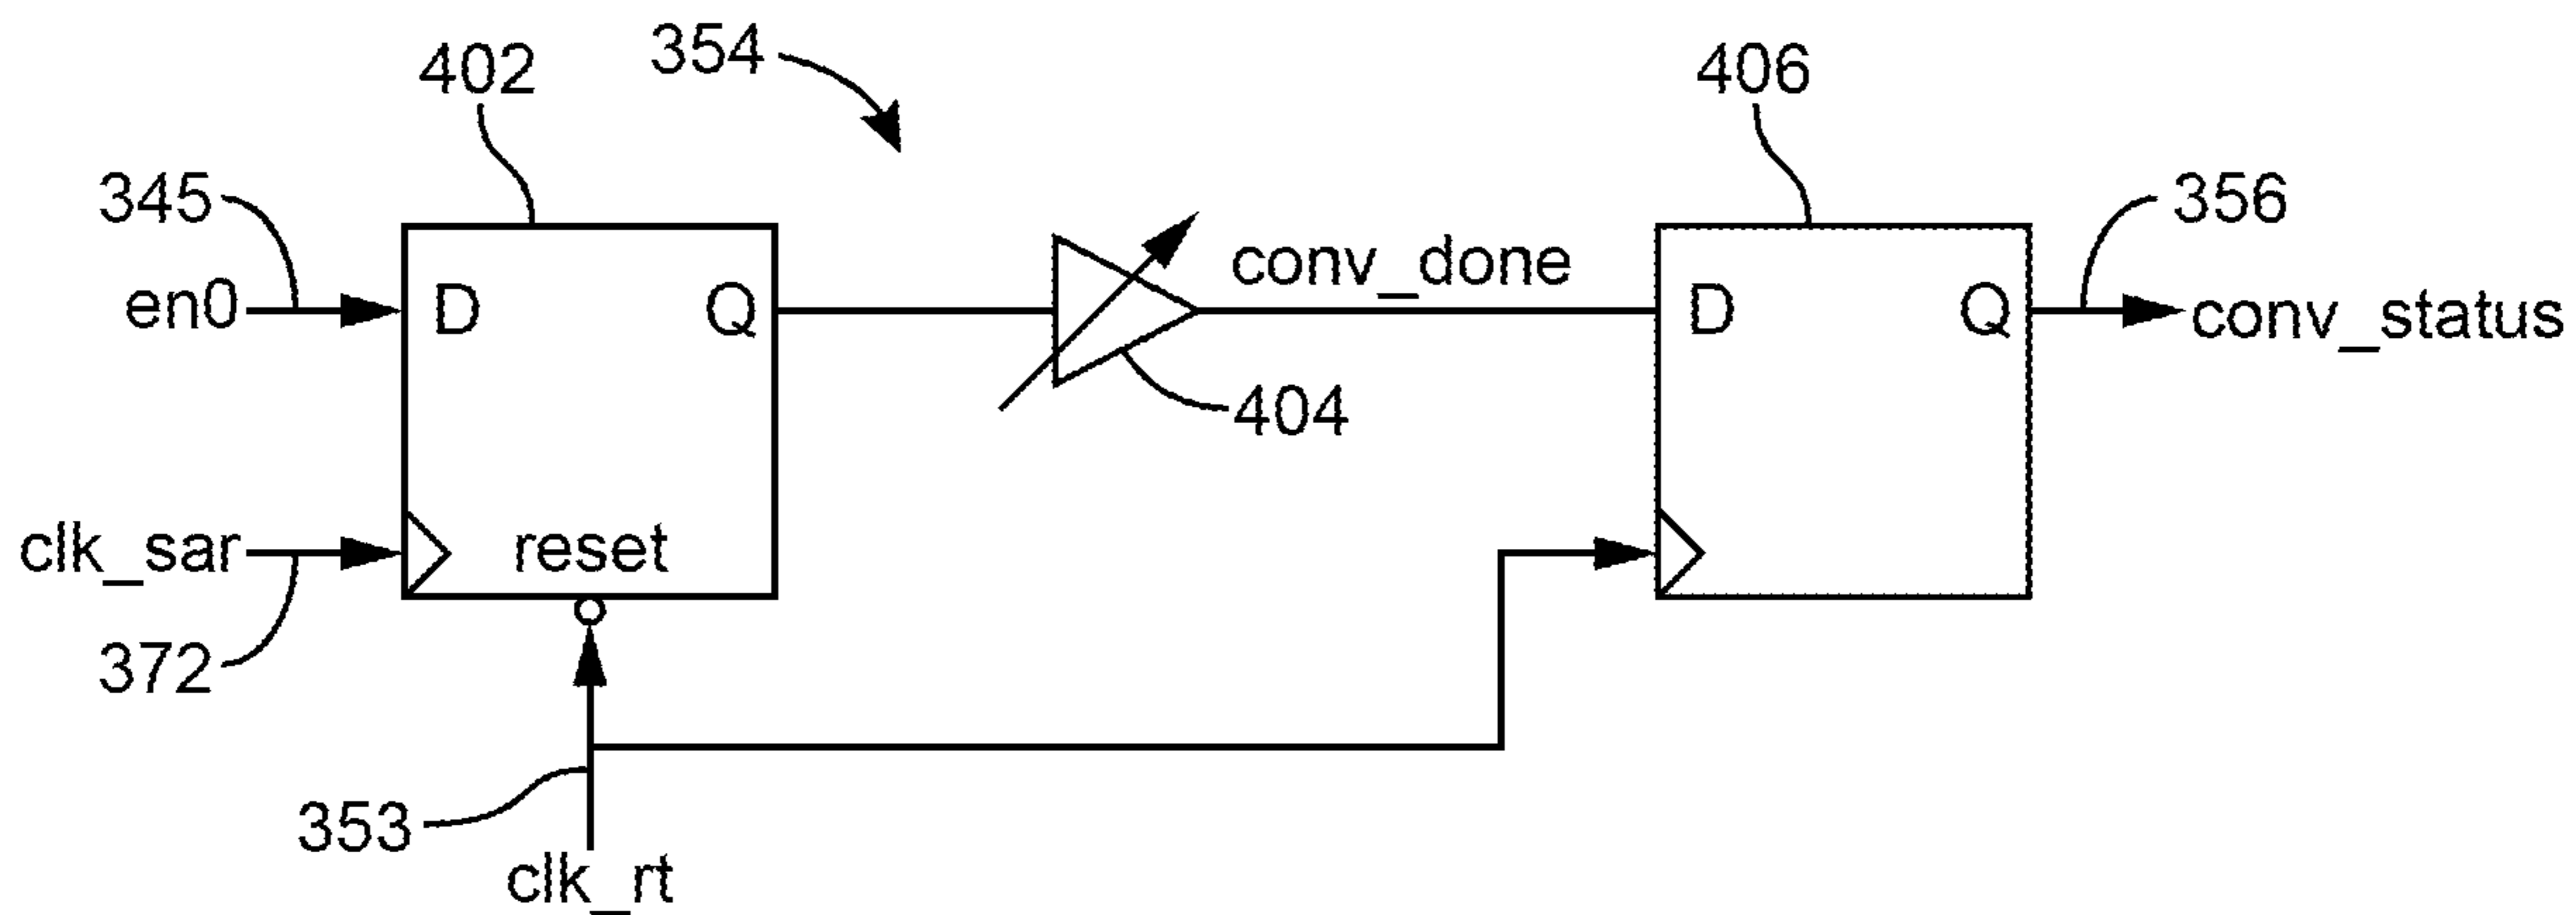 354
402
406
345
356
en0
D
Q
conv_done
D
Q
conv_status
404
clk_sar
reset
372
353
clk_rt